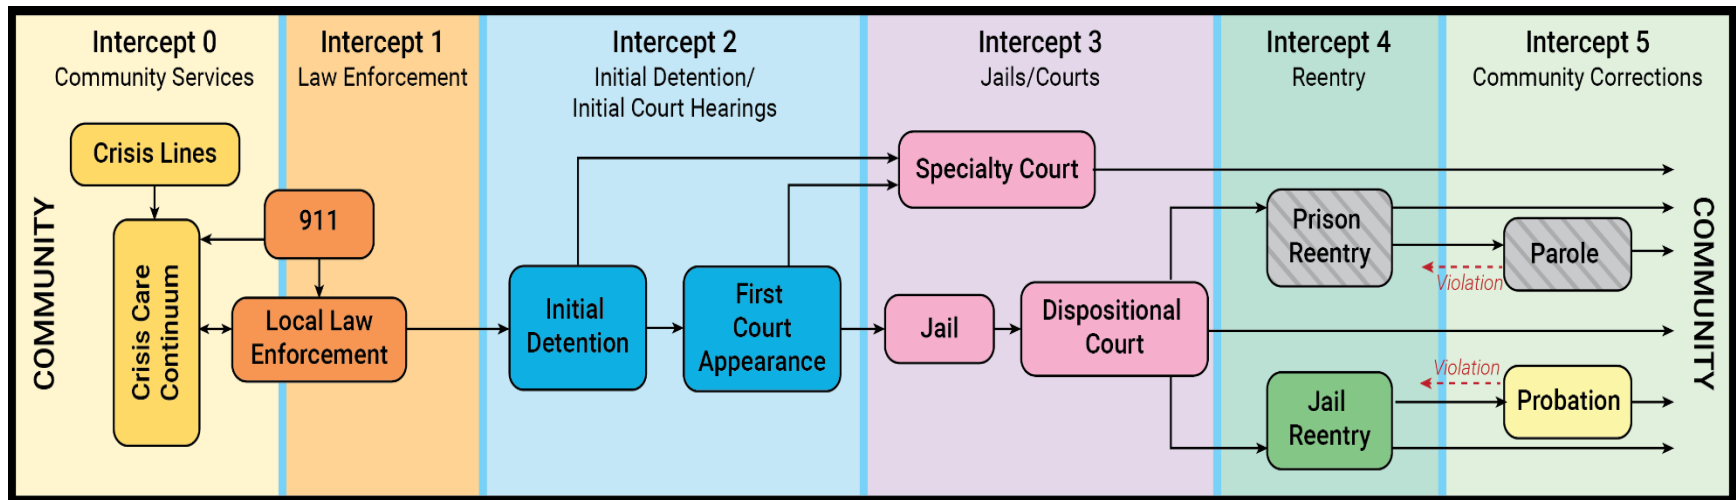 Intercept 0
Community Services
Intercept 1
Law Enforcement
Intercept 2
Initial Detention/
Initial Court Hearings
Intercept 3
Jails/Courts
Intercept 4
Reentry
Intercept 5
Community Corrections
COMMUNITY
Crisis Lines
Crisis Care
Continuum
911
Local Law
Enforcement
Initial
Detention
First
Court
Appearance
Specialty Court
Jail
Dispositional
Court
Prison
Reentry
Parole
Violation
Jail
Reentry
Violation
Probation
COMMUNITY